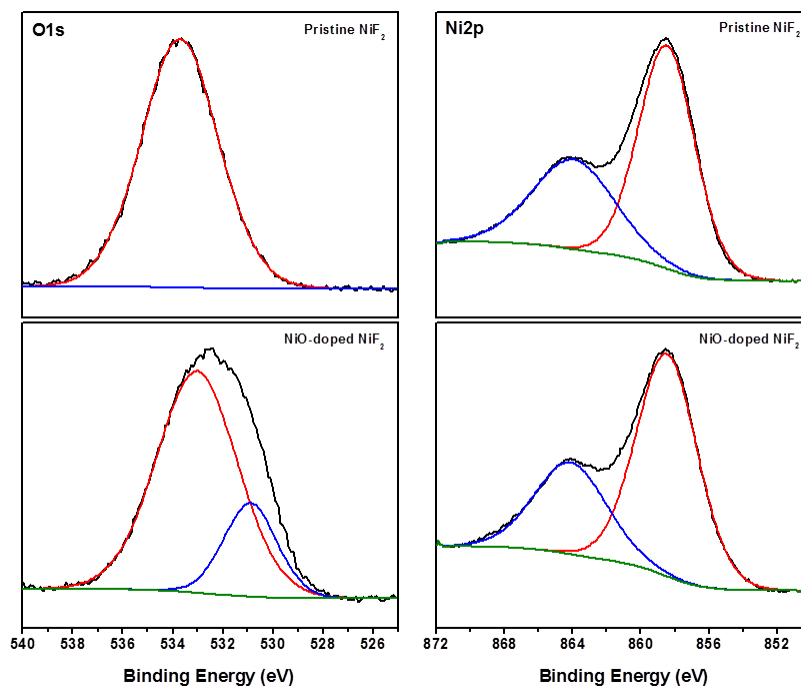 O1s
Pristine NiF2
Ni2p
Pristine NiF2
NiO-doped NiF2
NiO-doped NiF2
540 538 536 534 532 530 528 526
872 868 864 860 856 852
Binding Energy (eV)
Binding Energy (eV)